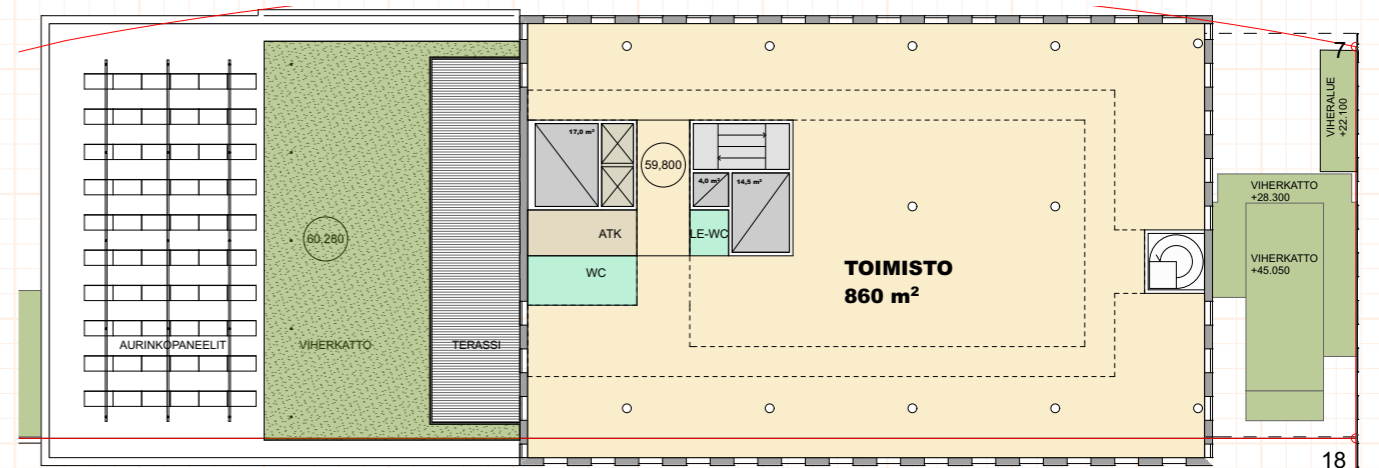 7
VIHERALUE
+22.100
17,0 m²
59,800
4,0 m²
14,5 m²
VIHERKATTO
+28.300
60,280
ATK
LE-WC
VIHERKATTO
+45.050
WC
TOIMISTO
860 m²
AURINKOPANEELIT
VIHERKATTO
TERASSI
18